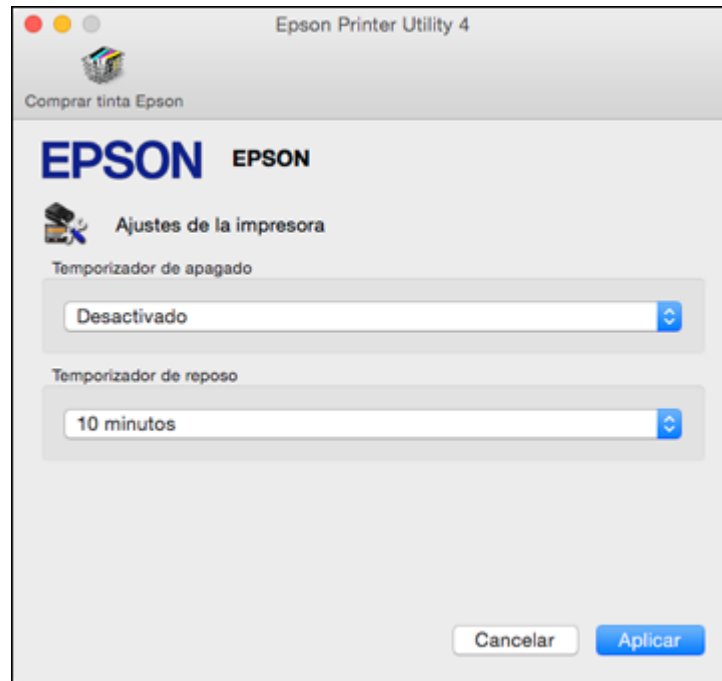 Epson Printer Utility 4
Comprar tinta Epson
EPSON EPSON
Ajustes de la impresora
Temporizador de apagado
Desactivado
Temporizador de reposo
10 minutos
Cancelar Aplicar